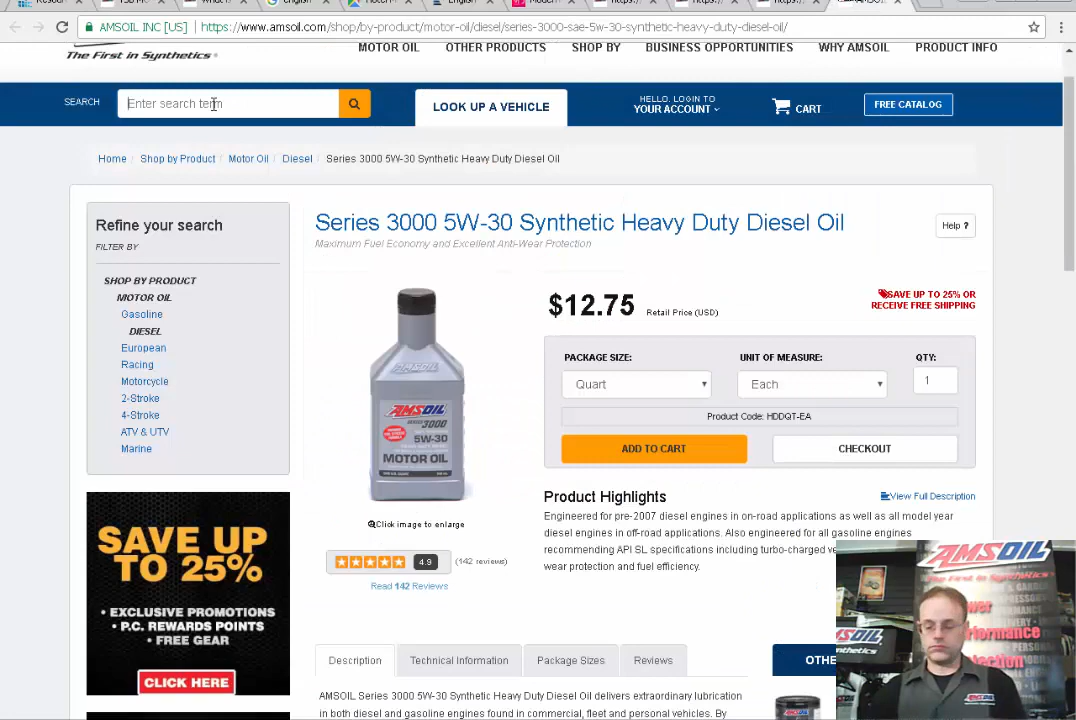 AMSOIL INC [US] https://www.amsoil.com/shop/by-product/motor-oil/diesel/series-3000-sae-5w-30-synthetic-heavy-duty-diesel-oil/
The First in Synthetics
MOTOR OIL OTHER PRODUCTS SHOP BY BUSINESS OPPORTUNITIES WHY AMSOIL PRODUCT INFO
SEARCH Enter search term
LOOK UP A VEHICLE
HELLO, LOGIN TO
YOUR ACCOUNT
CART
FREE CATALOG
Home / Shop by Product / Motor Oil / Diesel / Series 3000 5W-30 Synthetic Heavy Duty Diesel Oil
Refine your search
FILTER BY
SHOP BY PRODUCT
MOTOR OIL
Gasoline
DIESEL
European
Racing
Motorcycle
2-Stroke
4-Stroke
ATV & UTV
Marine
SAVE UP
TO 25%
• EXCLUSIVE PROMOTIONS
• P.C. REWARDS POINTS
• FREE GEAR
CLICK HERE
Series 3000 5W-30 Synthetic Heavy Duty Diesel Oil
Help ?
Maximum Fuel Economy and Excellent Anti-Wear Protection
AMSOIL
AMSOIL
SERIES 3000
5W-30
MOTOR OIL
Click image to enlarge
4.9 (142 reviews)
Read 142 Reviews
$12.75 Retail Price (USD)
SAVE UP TO 25% OR
RECEIVE FREE SHIPPING
PACKAGE SIZE: UNIT OF MEASURE: QTY:
Quart Each 1
Product Code: HDDQT-EA
ADD TO CART CHECKOUT
Product Highlights
View Full Description
Engineered for pre-2007 diesel engines in on-road applications as well as all model year
diesel engines in off-road applications. Also engineered for all gasoline engines
recommending API SL specifications including turbo-charged
wear protection and fuel efficiency.
Description Technical Information Package Sizes Reviews
AMSOIL Series 3000 5W-30 Synthetic Heavy Duty Diesel Oil delivers extraordinary lubrication
in both diesel and gasoline engines found in commercial, fleet and personal vehicles. By
AMSOIL
The First in Synthetics